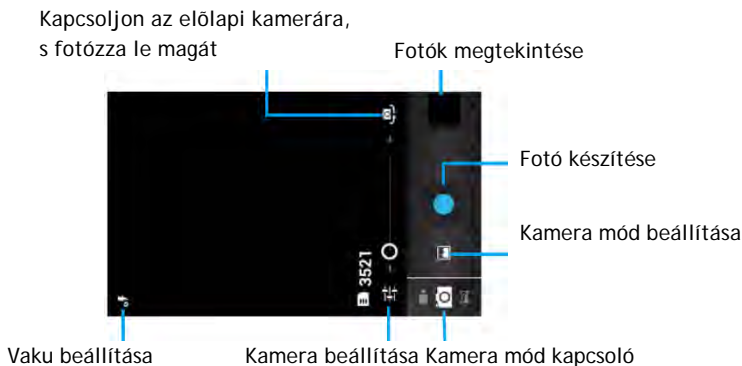 Kapcsoljon az elõlapi kamerára,
s fotózza le magát
Fotók megtekintése
Fotó készítése
Kamera mód beállítása
3521
Vaku beállítása
Kamera beállítása
Kamera mód kapcsoló